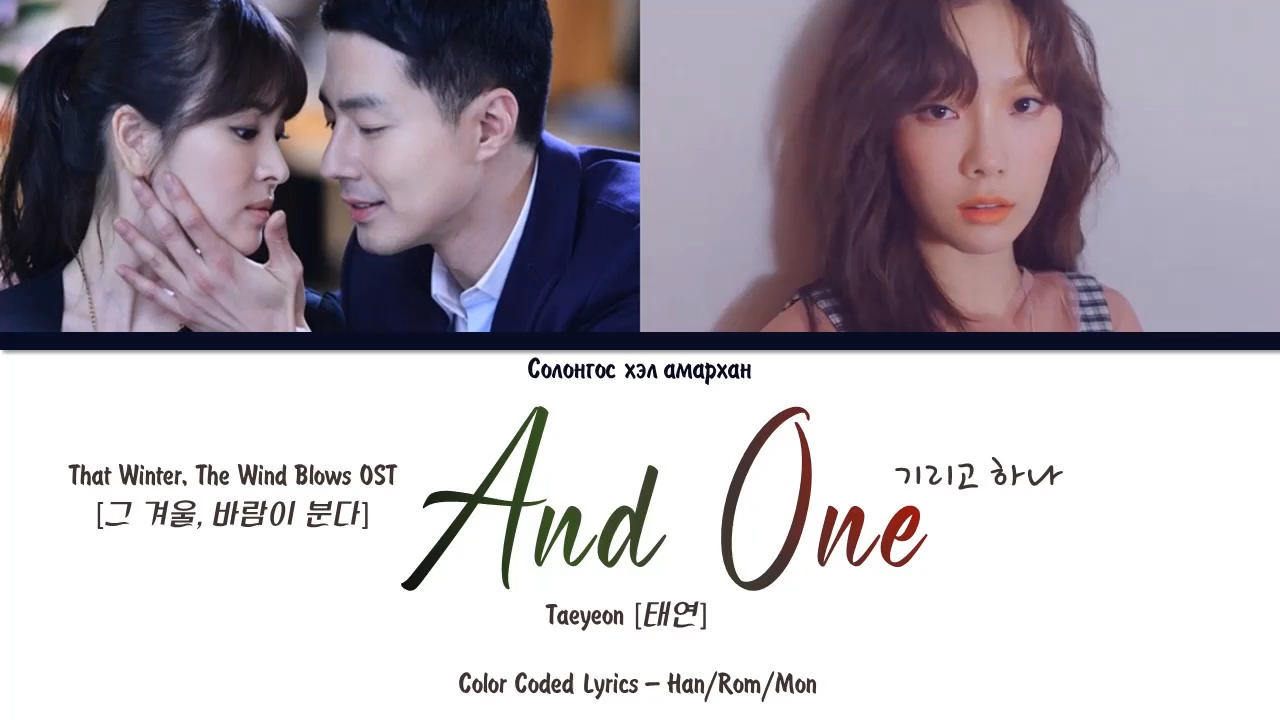 Солонгос хэл амархан
And One
That Winter, The Wind Blows OST
[그 겨울, 바람이 분다]
기리고 하나
Taeyeon [태연]
Color Coded Lyrics – Han/Rom/Mon